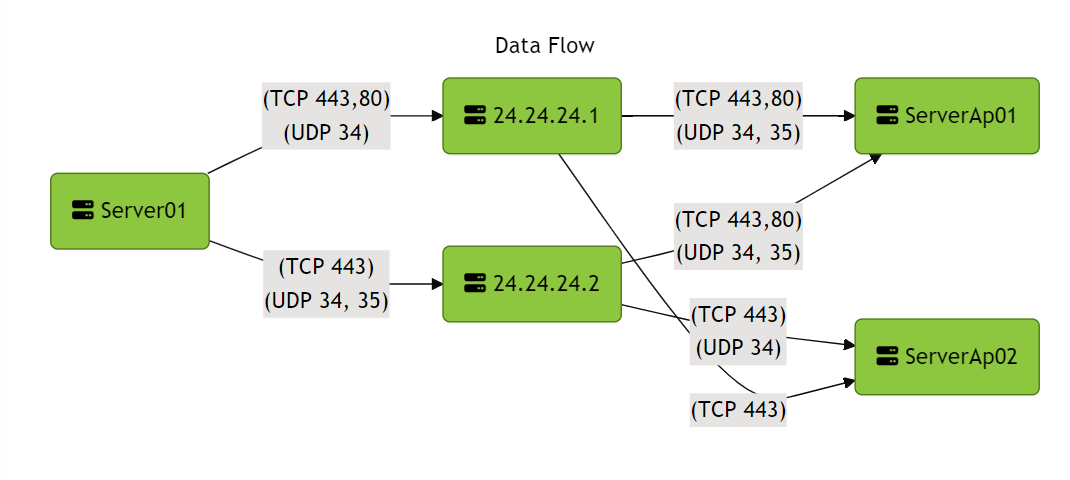 Data Flow
(TCP 443,80)
(UDP 34)
24.24.24.1
(TCP 443,80)
(UDP 34, 35)
ServerAp01
Server01
(TCP 443)
(UDP 34, 35)
24.24.24.2
(TCP 443,80)
(UDP 34, 35)
(TCP 443)
(UDP 34)
ServerAp02
(TCP 443)